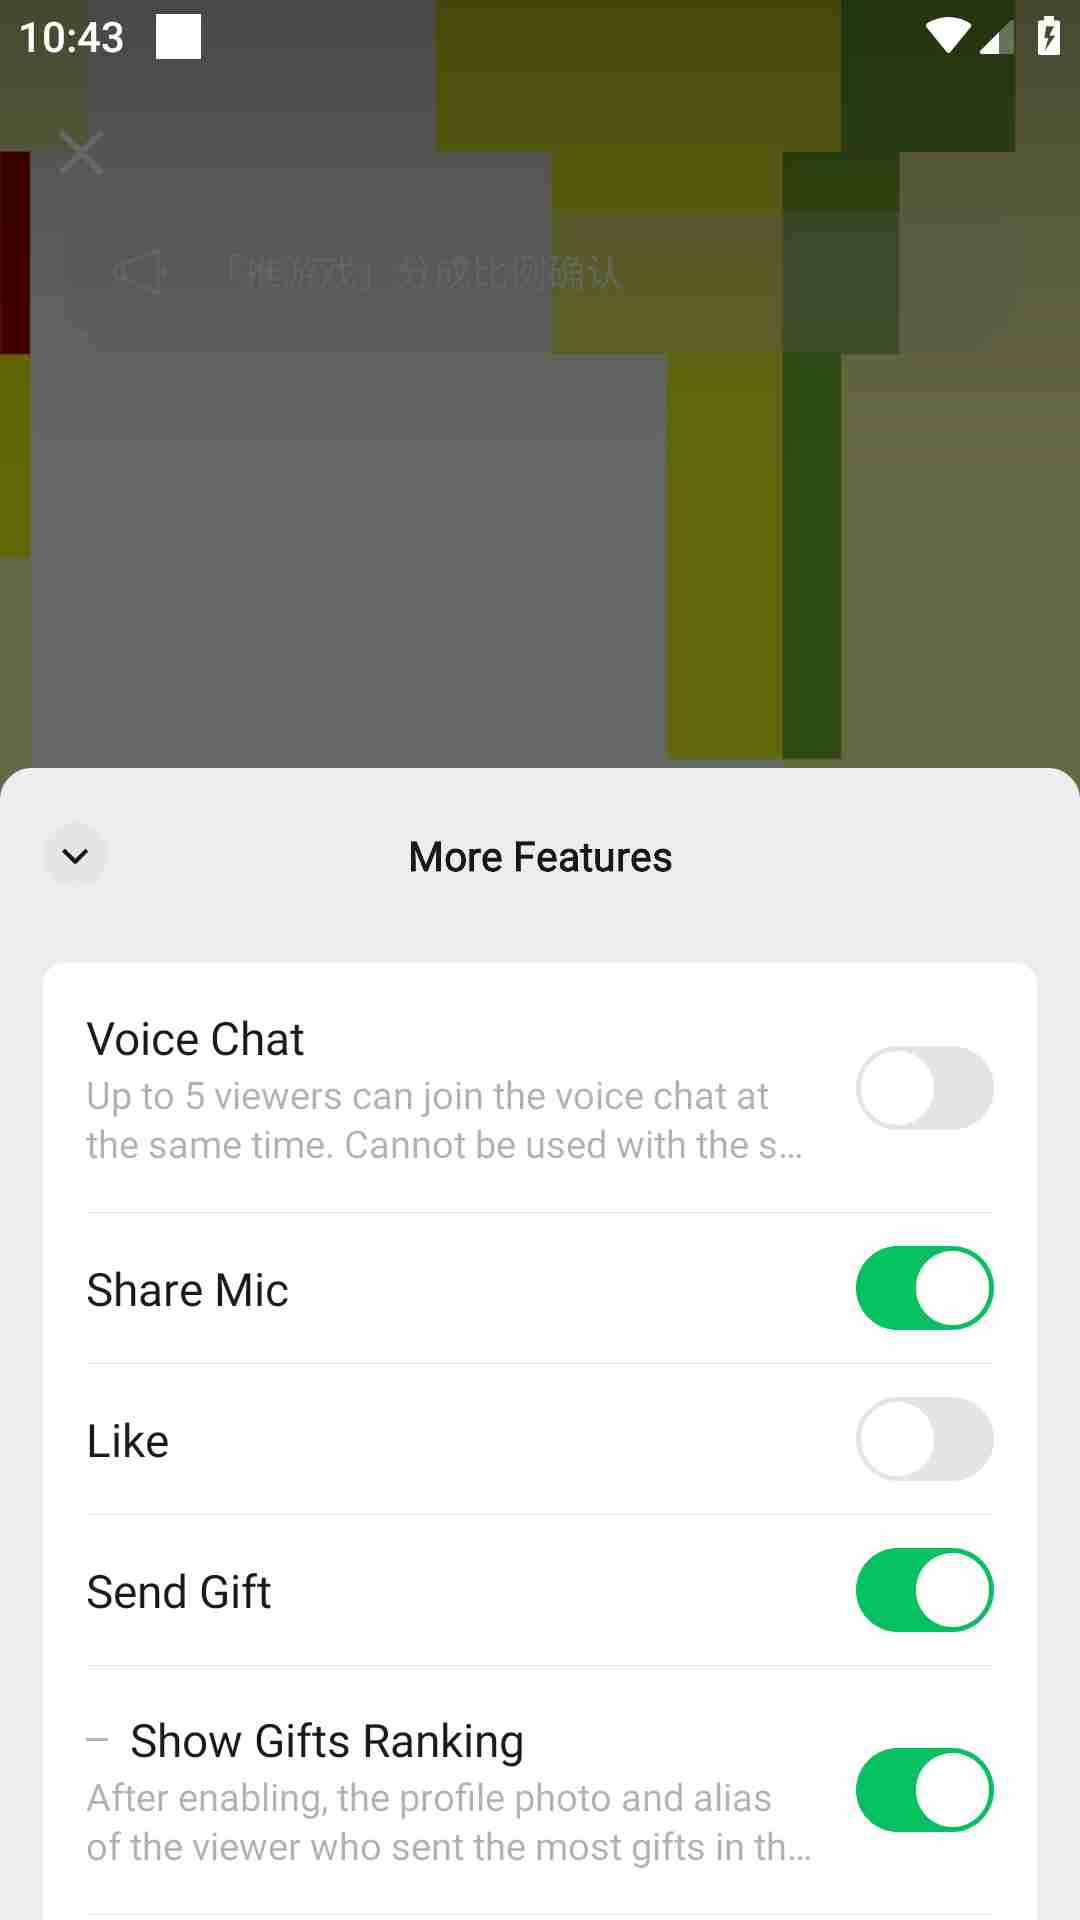 10:43
「推游戏」分成比例确认
More Features
Voice Chat
Up to 5 viewers can join the voice chat at
the same time. Cannot be used with the s...
Share Mic
Like
Send Gift
Show Gifts Ranking
After enabling, the profile photo and alias
of the viewer who sent the most gifts in th...